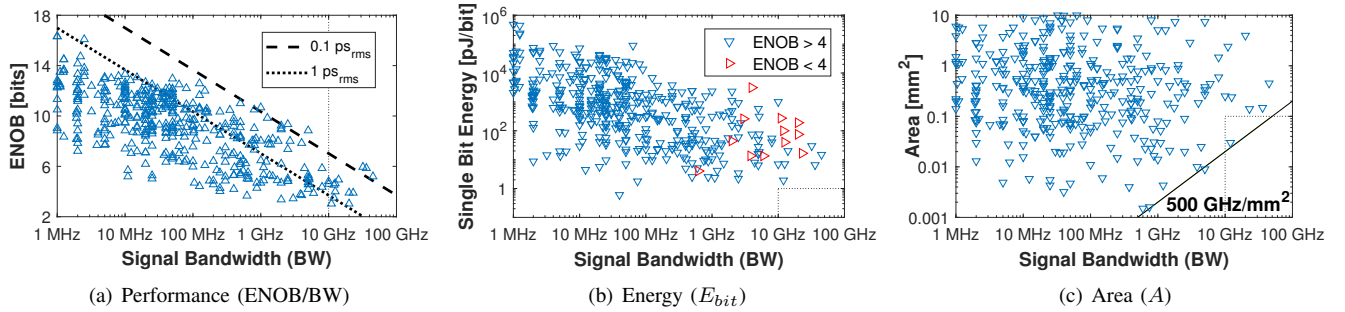 ENOB [bits]
18
14
10
6
2
0.1 ps_rms
1 ps_rms
1 MHz 10 MHz 100 MHz 1 GHz 10 GHz 100 GHz
Signal Bandwidth (BW)
(a) Performance (ENOB/BW)
Single Bit Energy [pJ/bit]
10^6
10^4
10^2
1
ENOB > 4
ENOB < 4
1 MHz 10 MHz 100 MHz 1 GHz 10 GHz 100 GHz
Signal Bandwidth (BW)
(b) Energy (E_bit)
Area [mm^2]
10
1
0.1
0.01
0.001
500 GHz/mm^2
1 MHz 10 MHz 100 MHz 1 GHz 10 GHz 100 GHz
Signal Bandwidth (BW)
(c) Area (A)